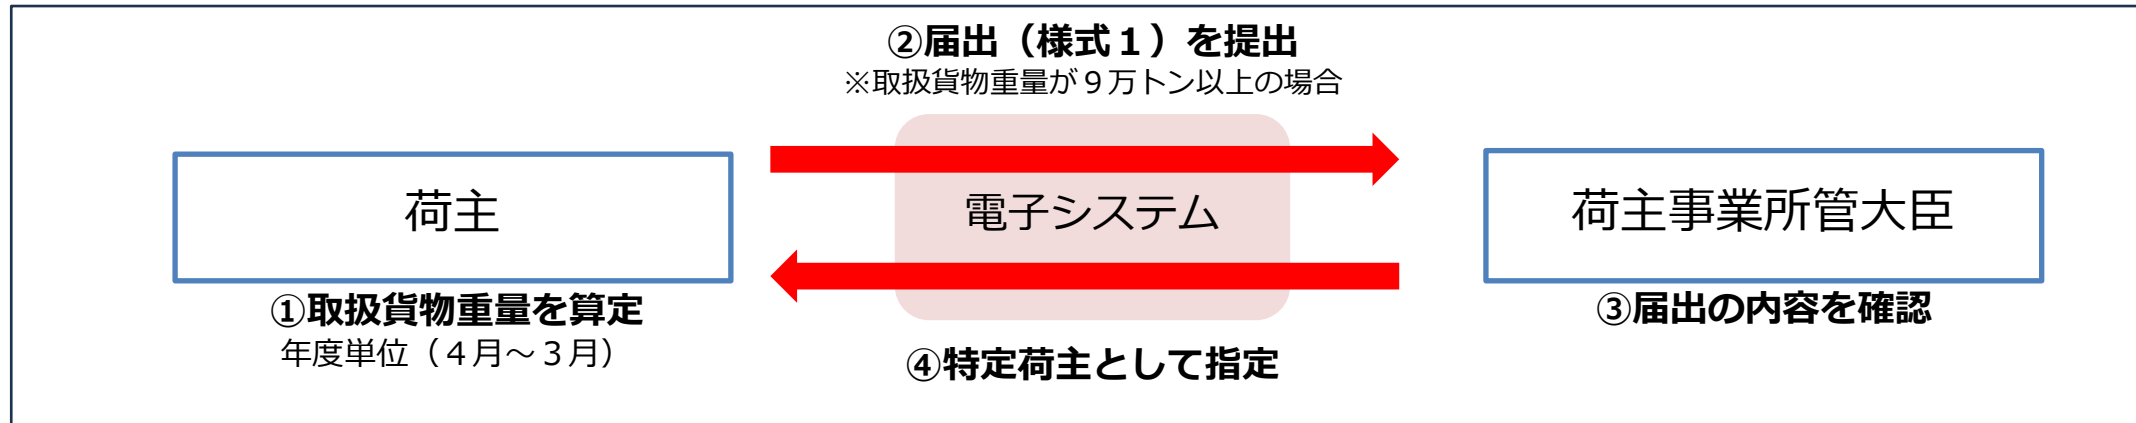 ②届出（様式１）を提出
※取扱貨物重量が９万トン以上の場合
荷主
電子システム
荷主事業所管大臣
①取扱貨物重量を算定
年度単位（４月～３月）
③届出の内容を確認
④特定荷主として指定